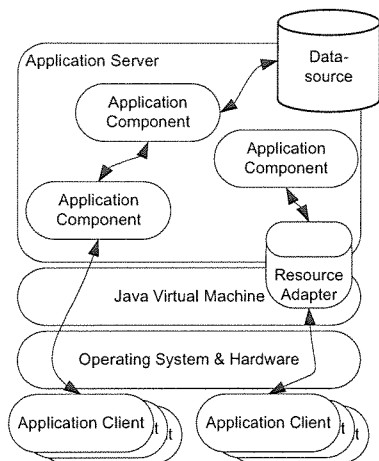 Application Server
Data-
source
Application
Component
Application
Component
Application
Component
Resource
Adapter
Java Virtual Machine
Operating System & Hardware
Application Client
t
t
Application Client
t
t